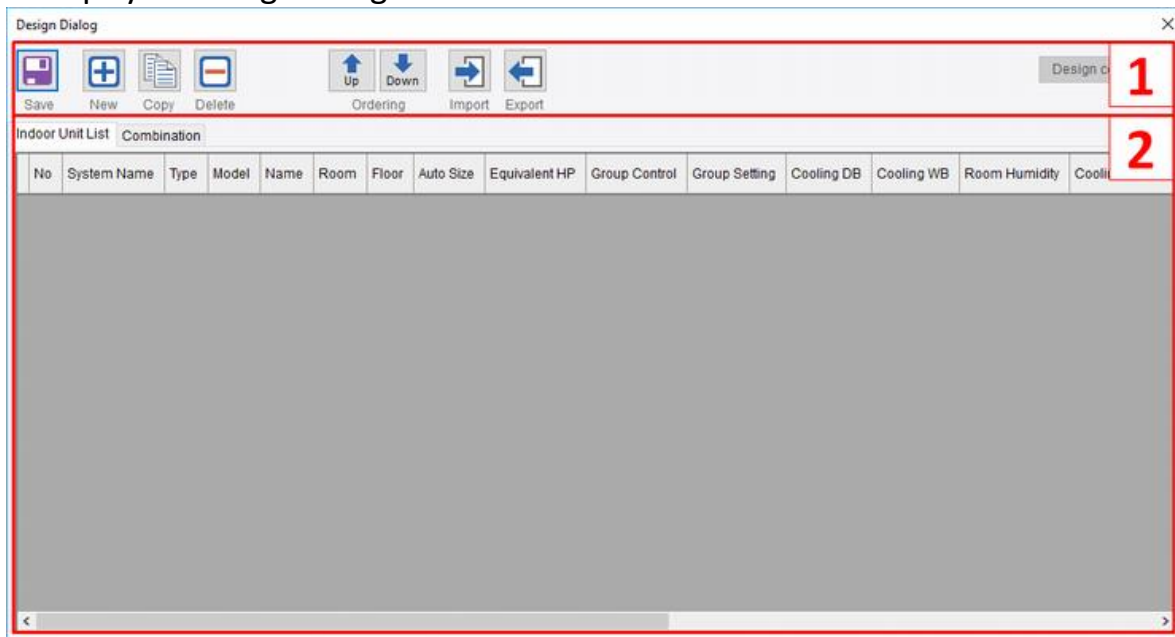 Design Dialog
1
Up Down
Design c
Save New Copy Delete Ordering Import Export
2
Indoor Unit List Combination
No System Name Type Model Name Room Floor Auto Size Equivalent HP Group Control Group Setting Cooling DB Cooling WB Room Humidity Cooli